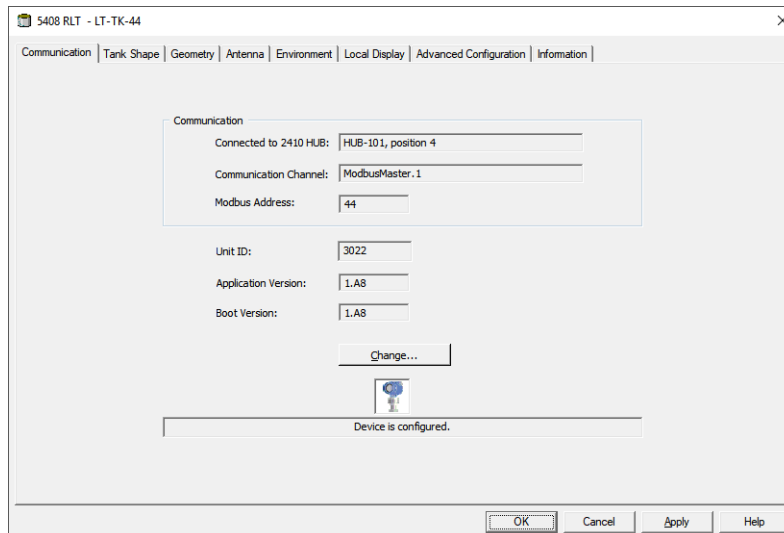 5408 RLT - LT-TK-44
Communication Tank Shape Geometry Antenna Environment Local Display Advanced Configuration Information
Communication
Connected to 2410 HUB: HUB-101, position 4
Communication Channel: ModbusMaster.1
Modbus Address: 44
Unit ID: 3022
Application Version: 1.A8
Boot Version: 1.A8
Change...
Device is configured.
OK Cancel Apply Help